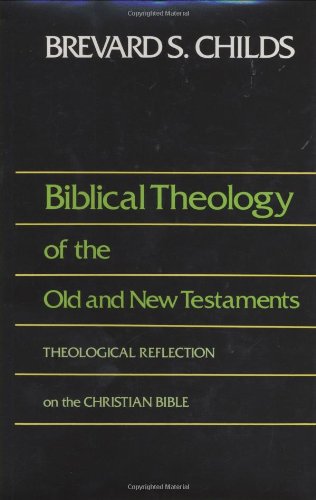 BREVARD S. CHILDS
Biblical Theology
of the
Old and New Testaments
THEOLOGICAL REFLECTION
on the CHRISTIAN BIBLE